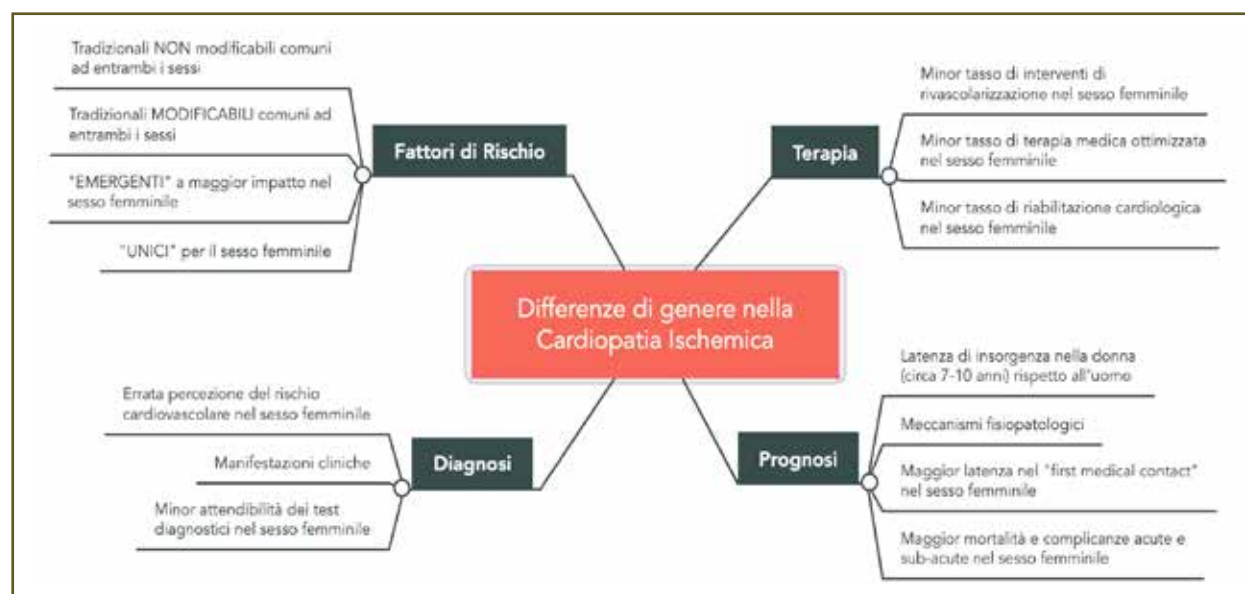 Tradizionali NON modificabili comuni
ad entrambi i sessi
Tradizionali MODIFICABILI comuni ad
entrambi i sessi
"EMERGENTI" a maggior impatto nel
sesso femminile
"UNICI" per il sesso femminile
Fattori di Rischio
Terapia
Minor tasso di interventi di
rivascolarizzazione nel sesso femminile
Minor tasso di terapia medica ottimizzata
nel sesso femminile
Minor tasso di riabilitazione cardiologica
nel sesso femminile
Differenze di genere nella
Cardiopatia Ischemica
Errata percezione del rischio
cardiovascolare nel sesso femminile
Manifestazioni cliniche
Minor attendibilità dei test
diagnostici nel sesso femminile
Diagnosi
Prognosi
Latenza di insorgenza nella donna
(circa 7-10 anni) rispetto all'uomo
Meccanismi fisiopatologici
Maggior latenza nel "first medical contact"
nel sesso femminile
Maggior mortalità e complicanze acute e
sub-acute nel sesso femminile